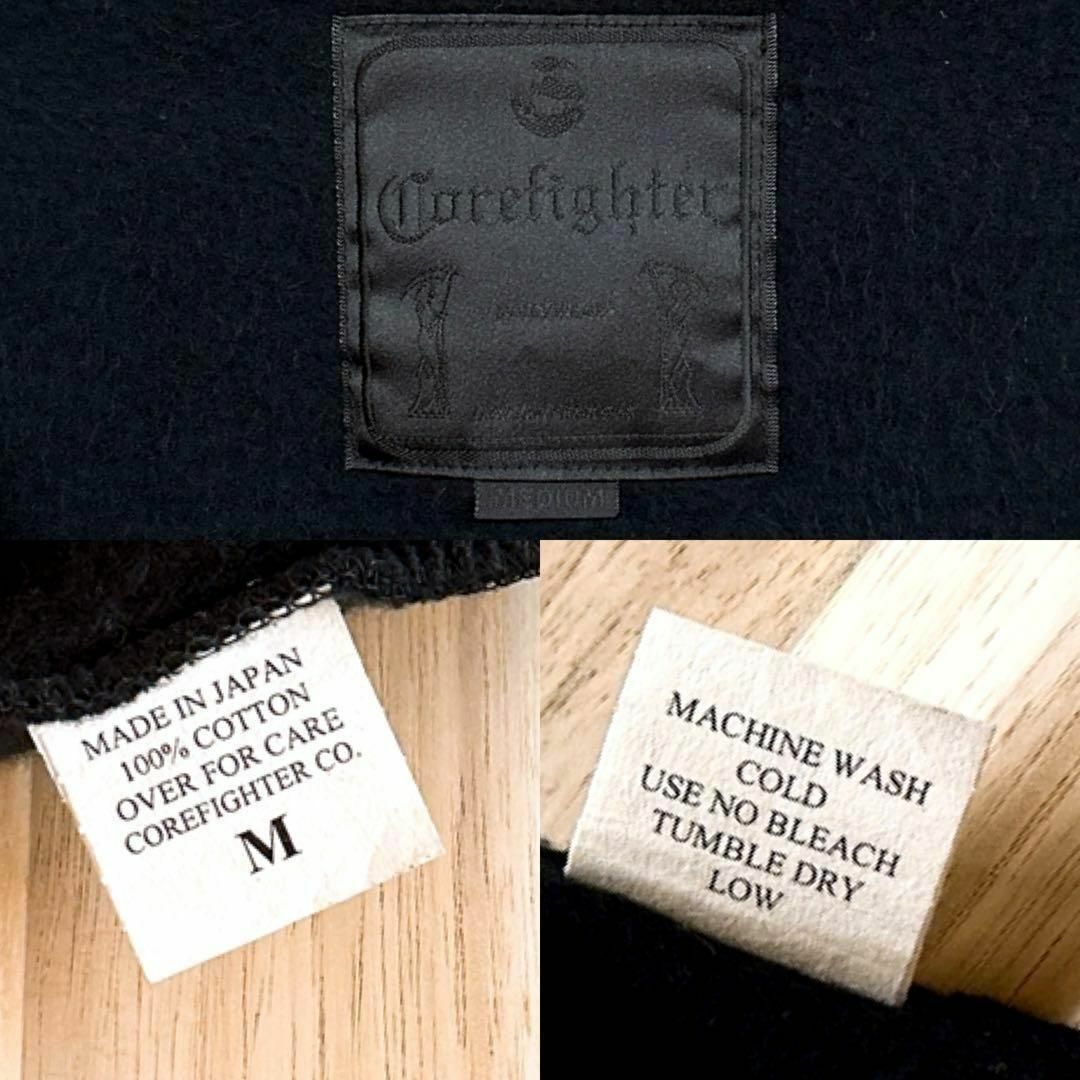 Corefighter
MEDIUM
MADE IN JAPAN
100% COTTON
OVER FOR CARE
COREFIGHTER CO.
M
MACHINE WASH
COLD
USE NO BLEACH
TUMBLE DRY
LOW